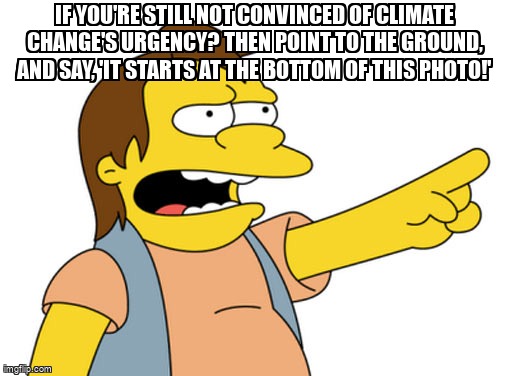 IF YOU'RE STILL NOT CONVINCED OF CLIMATE
CHANGE'S URGENCY? THEN POINT TO THE GROUND,
AND SAY, 'IT STARTS AT THE BOTTOM OF THIS PHOTO!'
imgflip.com